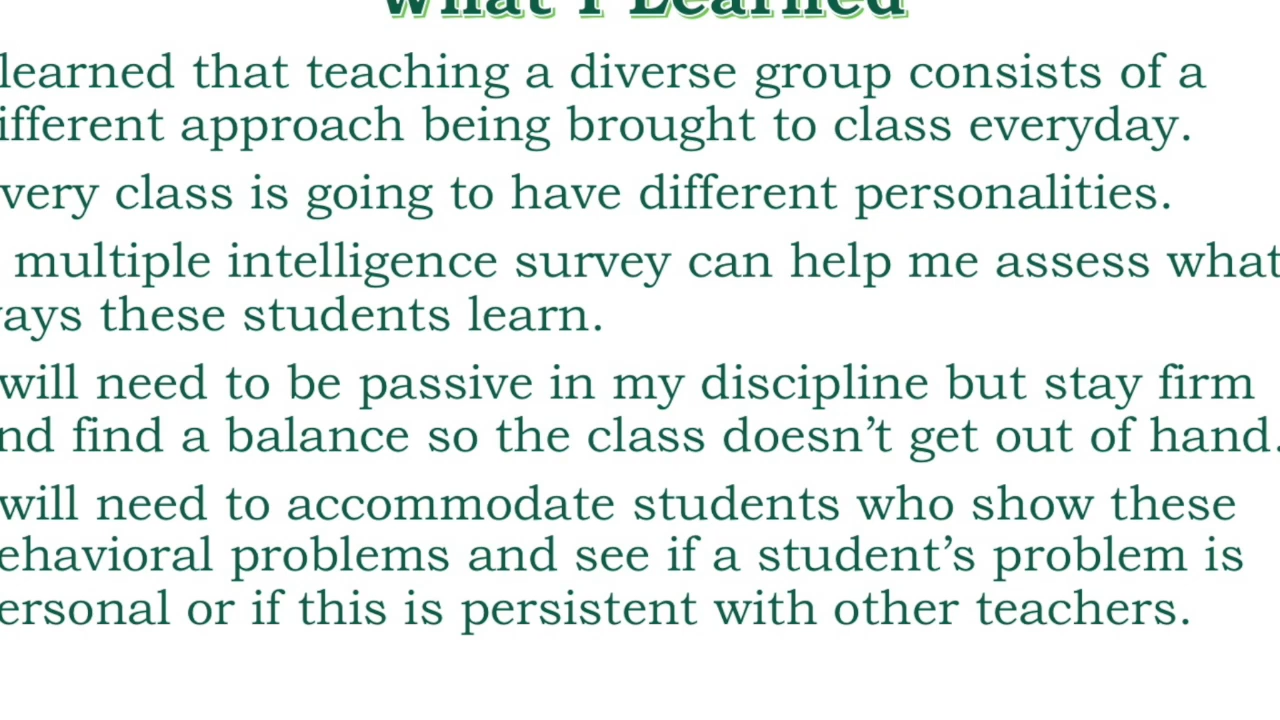 What I Learned
learned that teaching a diverse group consists of a
ifferent approach being brought to class everyday.
very class is going to have different personalities.
multiple intelligence survey can help me assess what
ays these students learn.
will need to be passive in my discipline but stay firm
nd find a balance so the class doesn’t get out of hand.
will need to accommodate students who show these
ehavioral problems and see if a student’s problem is
ersonal or if this is persistent with other teachers.